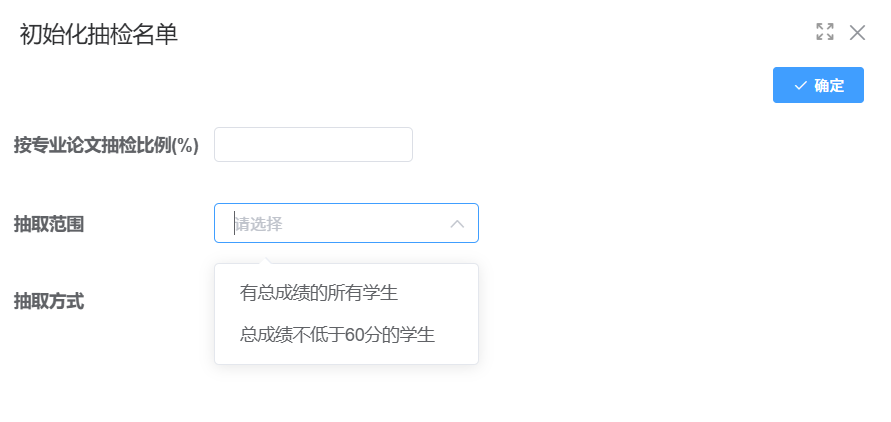 初始化抽检名单
确定
按专业论文抽检比例(%)
抽取范围
请选择
抽取方式
有总成绩的所有学生
总成绩不低于60分的学生